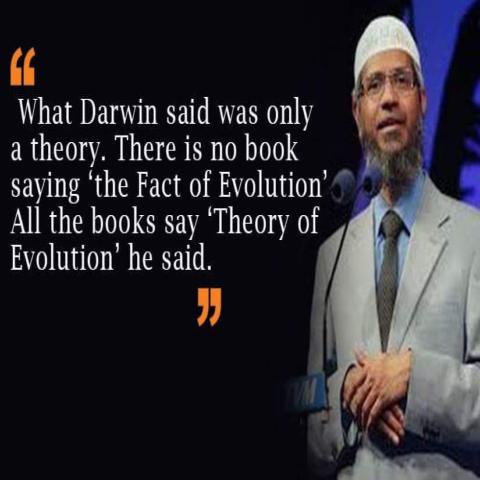 “
What Darwin said was only
a theory. There is no book
saying ‘the Fact of Evolution’
All the books say ‘Theory of
Evolution’ he said.
”